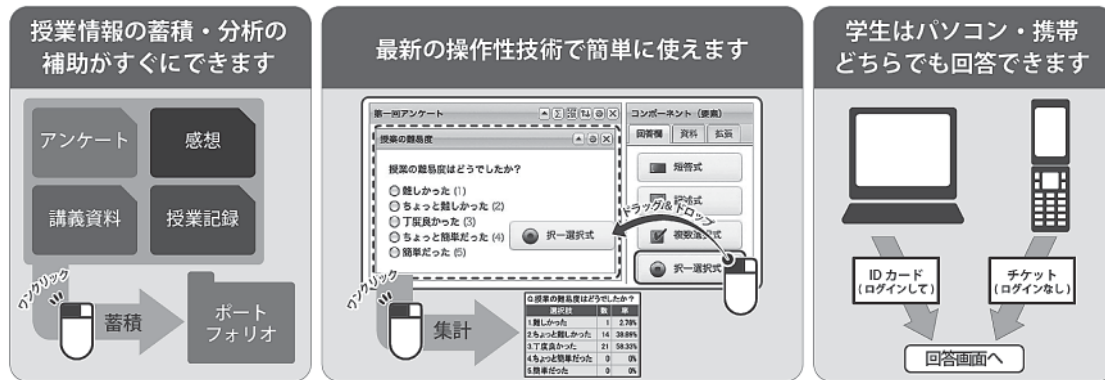 授業情報の蓄積・分析の
補助がすぐにできます
アンケート
感想
講義資料
授業記録
ワンクリック
蓄積
ポート
フォリオ
最新の操作性技術で簡単に使えます
第一回アンケート
授業の難易度
授業の難易度はどうでしたか？
難しかった (1)
ちょっと難しかった (2)
丁度良かった (3)
ちょっと簡単だった (4)
簡単だった (5)
択一選択式
コンポーネント（要素）
回答欄 資料 拡張
短答式
記述式
複数選択式
択一選択式
ドラッグ&ドロップ
ワンクリック
集計
Q.授業の難易度はどうでしたか？
選択肢 数 率
1.難しかった 1 2.78%
2.ちょっと難しかった 14 38.89%
3.丁度良かった 21 58.33%
4.ちょっと簡単だった 0 0%
5.簡単だった 0 0%
学生はパソコン・携帯
どちらでも回答できます
IDカード
(ログインして)
チケット
(ログインなし)
回答画面へ